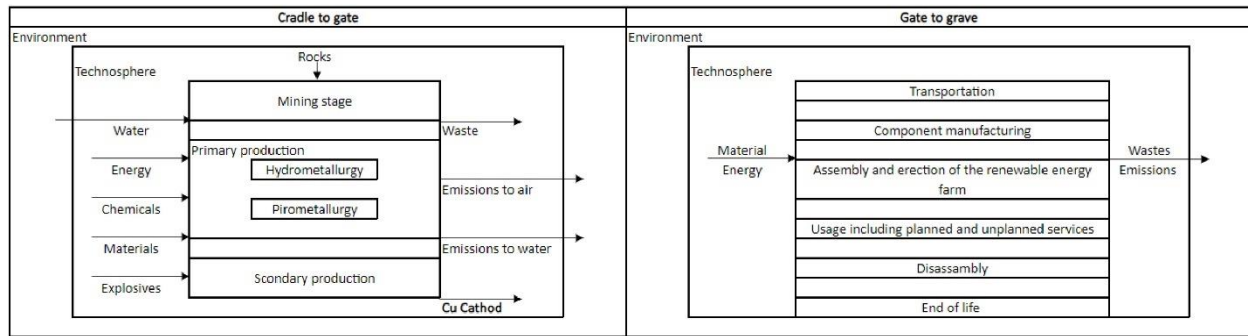 Cradle to gate
Environment
Technosphere
Rocks
Mining stage
Water
Waste
Primary production
Energy
Hydrometallurgy
Emissions to air
Chemicals
Pirometallurgy
Materials
Emissions to water
Scondary production
Explosives
Cu Cathod
Gate to grave
Environment
Technosphere
Transportation
Component manufacturing
Material
Energy
Wastes
Emissions
Assembly and erection of the renewable energy
farm
Usage including planned and unplanned services
Disassambly
End of life